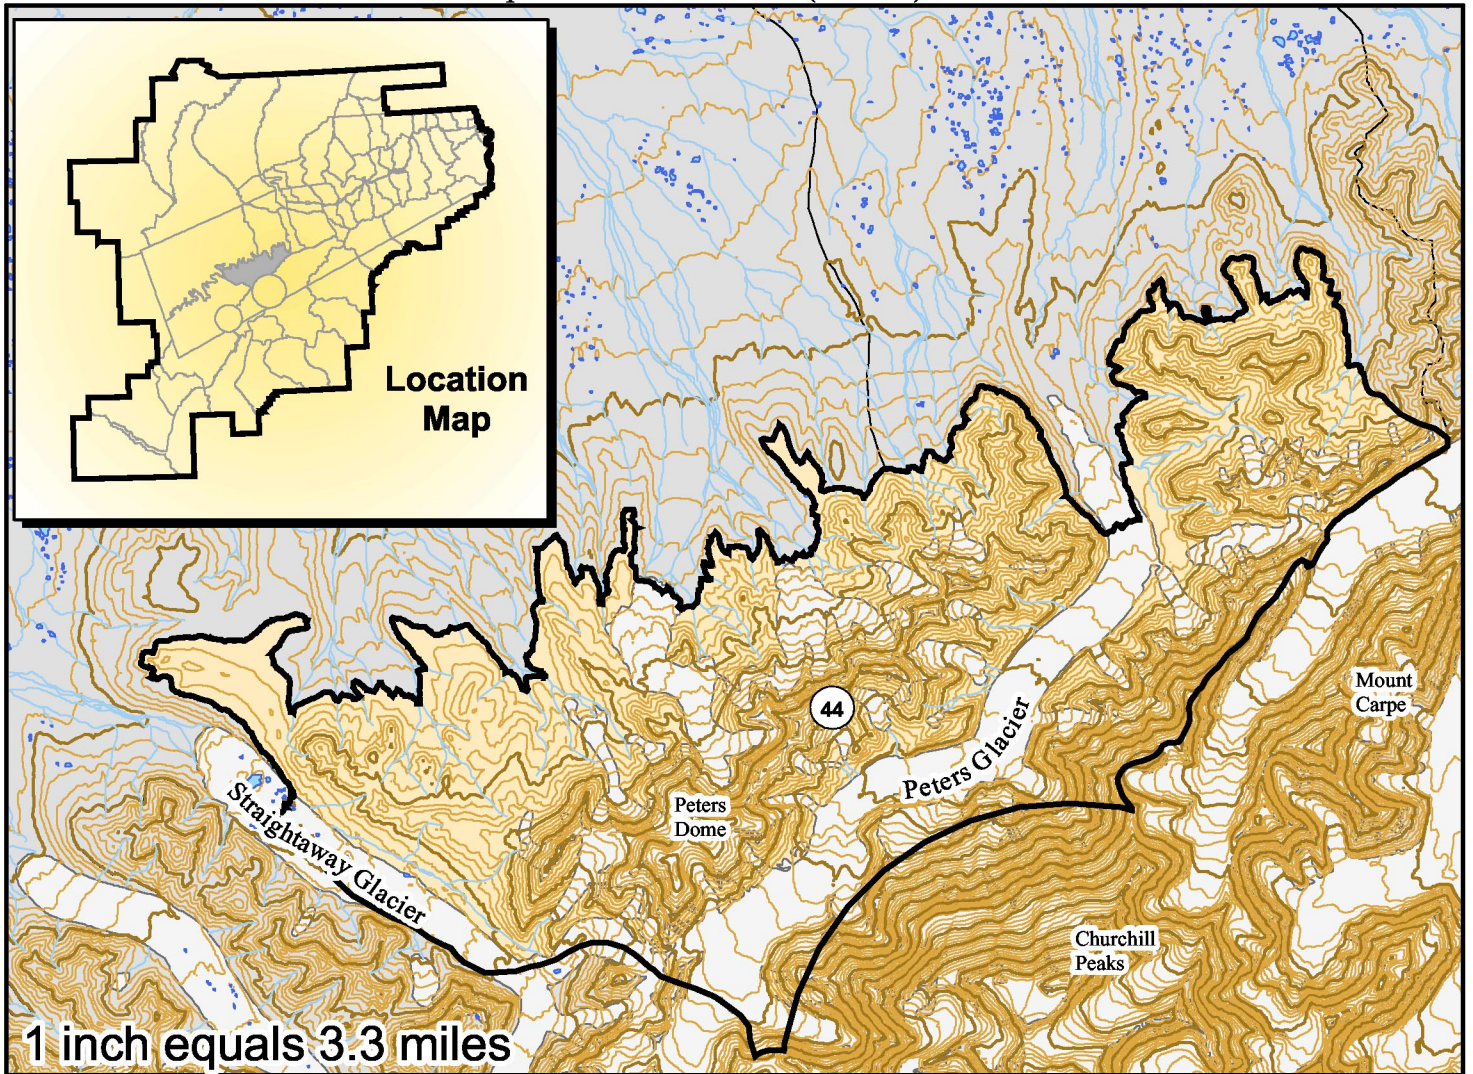 Location
Map
Mount
Carpe
44
Peters Glacier
Peters
Dome
Straightaway Glacier
Churchill
Peaks
1 inch equals 3.3 miles